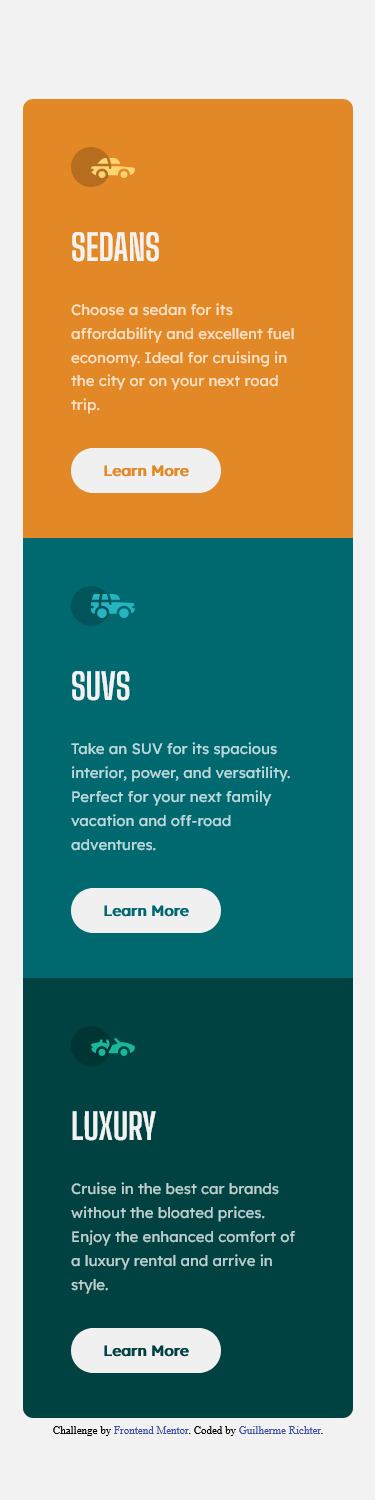 SEDANS
Choose a sedan for its
affordability and excellent fuel
economy. Ideal for cruising in
the city or on your next road
trip.
Learn More
SUVS
Take an SUV for its spacious
interior, power, and versatility.
Perfect for your next family
vacation and off-road
adventures.
Learn More
LUXURY
Cruise in the best car brands
without the bloated prices.
Enjoy the enhanced comfort of
a luxury rental and arrive in
style.
Learn More
Challenge by Frontend Mentor. Coded by Guilherme Richter.